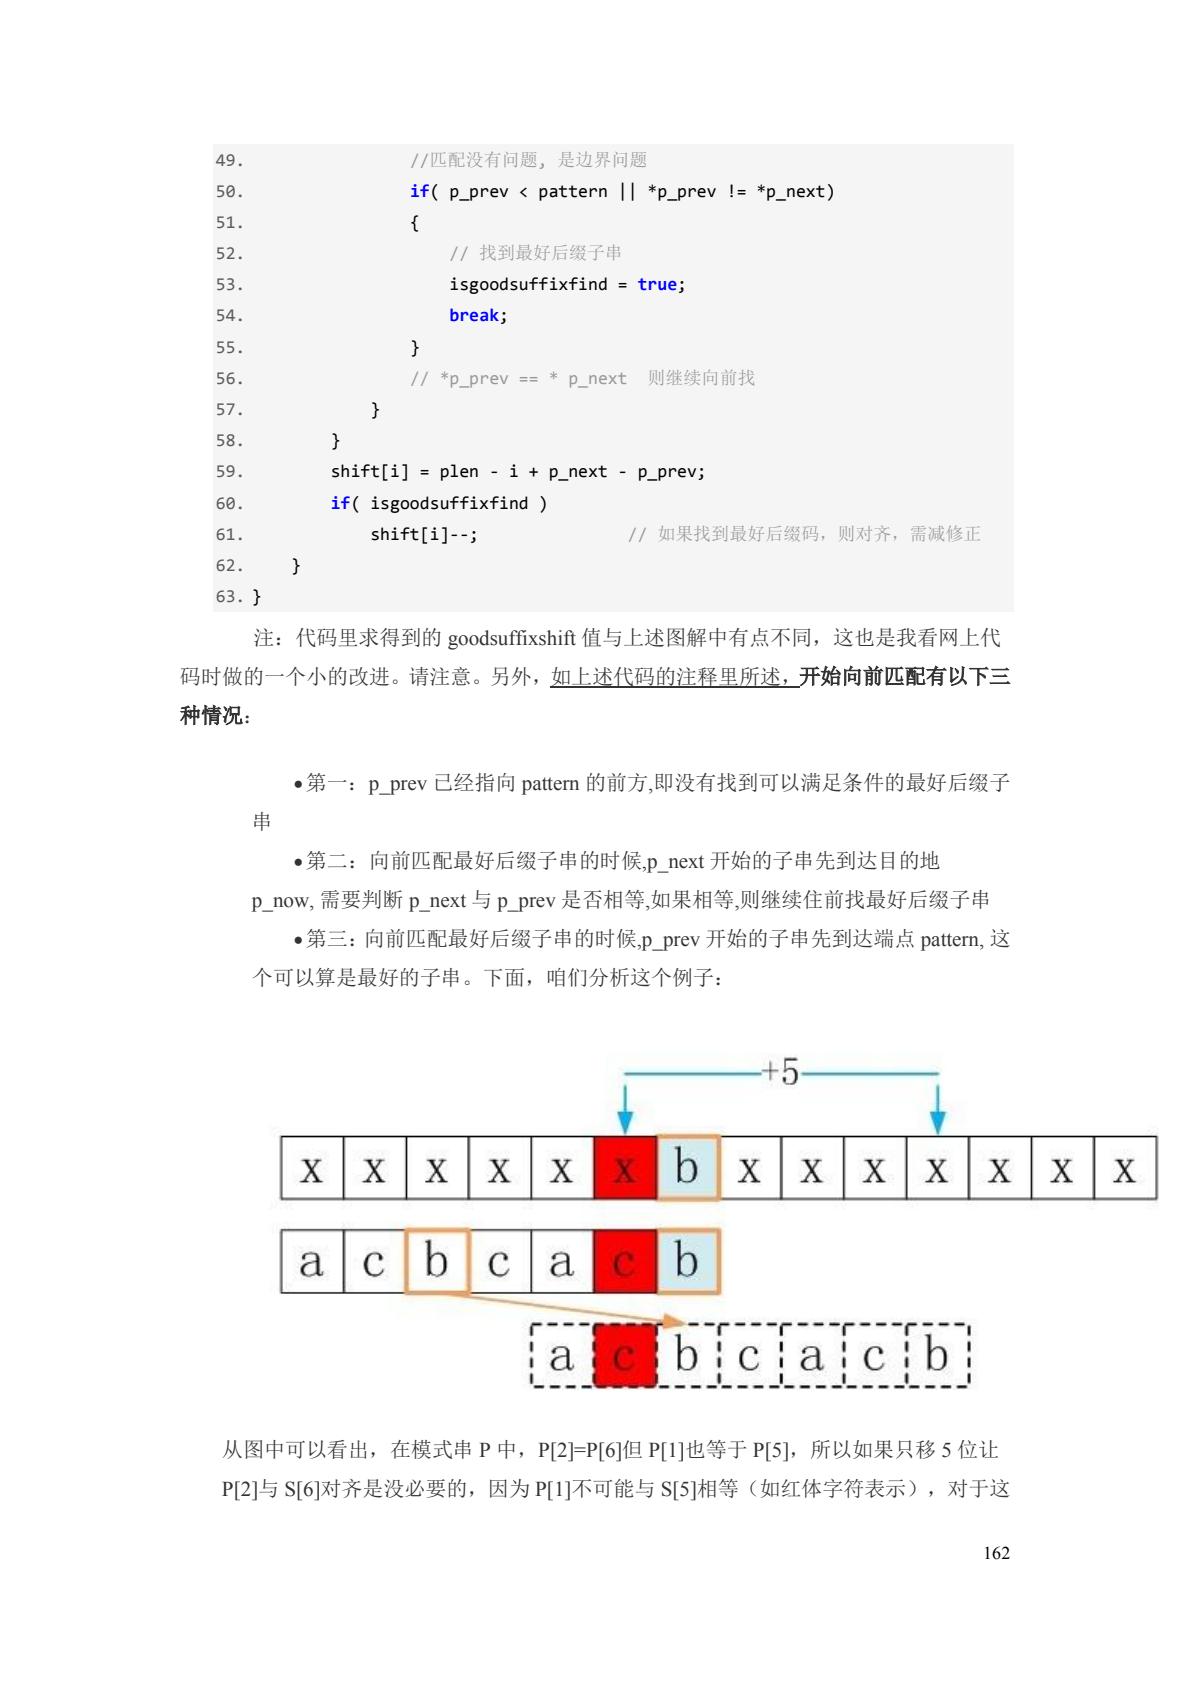 49. //匹配没有问题, 是边界问题
50. if( p_prev < pattern || *p_prev != *p_next)
51. {
52. // 找到最好后缀子串
53. isgoodsuffixfind = true;
54. break;
55. }
56. // *p_prev == * p_next 则继续向前找
57. }
58. }
59. shift[i] = plen - i + p_next - p_prev;
60. if( isgoodsuffixfind )
61. shift[i]--; // 如果找到最好后缀码，则对齐，需减修正
62. }
63. }
注：代码里求得到的 goodsuffixshift 值与上述图解中有点不同，这也是我看网上代
码时做的一个小的改进。请注意。另外，如上述代码的注释里所述，开始向前匹配有以下三
种情况：
•第一：p_prev 已经指向 pattern 的前方,即没有找到可以满足条件的最好后缀子
串
•第二：向前匹配最好后缀子串的时候,p_next 开始的子串先到达目的地
p_now, 需要判断 p_next 与 p_prev 是否相等,如果相等,则继续住前找最好后缀子串
•第三：向前匹配最好后缀子串的时候,p_prev 开始的子串先到达端点 pattern, 这
个可以算是最好的子串。下面，咱们分析这个例子：
+5
x x x x x x b x x x x x x x
a c b c a c b
a c b c a c b
从图中可以看出，在模式串 P 中，P[2]=P[6]但 P[1]也等于 P[5]，所以如果只移 5 位让
P[2]与 S[6]对齐是没必要的，因为 P[1]不可能与 S[5]相等（如红体字符表示），对于这
162